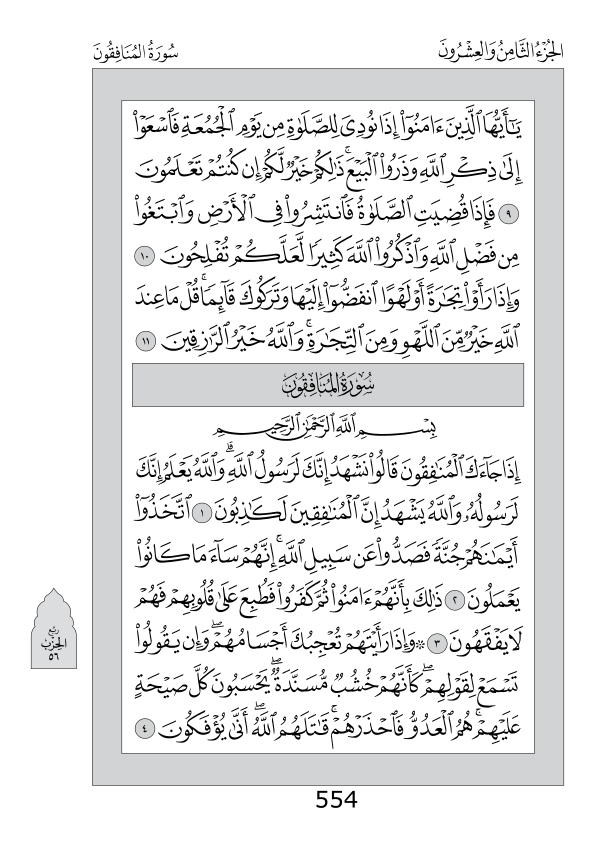 الجُزْءُ الثَّامِنُ وَالعِشْرُونَ
سُورَةُ المُنَافِقُونَ
يَٰٓأَيُّهَا ٱلَّذِينَ ءَامَنُوٓا۟ إِذَا نُودِىَ لِلصَّلَوٰةِ مِن يَوْمِ ٱلْجُمُعَةِ فَٱسْعَوْا۟
إِلَىٰ ذِكْرِ ٱللَّهِ وَذَرُوا۟ ٱلْبَيْعَ ۚ ذَٰلِكُمْ خَيْرٌ لَّكُمْ إِن كُنتُمْ تَعْلَمُونَ
٩ فَإِذَا قُضِيَتِ ٱلصَّلَوٰةُ فَٱنتَشِرُوا۟ فِى ٱلْأَرْضِ وَٱبْتَغُوا۟
مِن فَضْلِ ٱللَّهِ وَٱذْكُرُوا۟ ٱللَّهَ كَثِيرًا لَّعَلَّكُمْ تُفْلِحُونَ ١٠
وَإِذَا رَأَوْا۟ تِجَٰرَةً أَوْ لَهْوًا ٱنفَضُّوٓا۟ إِلَيْهَا وَتَرَكُوكَ قَآئِمًا ۚ قُلْ مَا عِندَ
ٱللَّهِ خَيْرٌ مِّنَ ٱللَّهْوِ وَمِنَ ٱلتِّجَٰرَةِ ۚ وَٱللَّهُ خَيْرُ ٱلرَّٰزِقِينَ ١١
سُورَةُ المُنَافِقُونَ
بِسْمِ ٱللَّهِ ٱلرَّحْمَٰنِ ٱلرَّحِيمِ
إِذَا جَآءَكَ ٱلْمُنَٰفِقُونَ قَالُوا۟ نَشْهَدُ إِنَّكَ لَرَسُولُ ٱللَّهِ ۗ وَٱللَّهُ يَعْلَمُ إِنَّكَ
لَرَسُولُهُۥ وَٱللَّهُ يَشْهَدُ إِنَّ ٱلْمُنَٰفِقِينَ لَكَٰذِبُونَ ١ ٱتَّخَذُوٓا۟
أَيْمَٰنَهُمْ جُنَّةً فَصَدُّوا۟ عَن سَبِيلِ ٱللَّهِ ۚ إِنَّهُمْ سَآءَ مَا كَانُوا۟
يَعْمَلُونَ ٢ ذَٰلِكَ بِأَنَّهُمْ ءَامَنُوا۟ ثُمَّ كَفَرُوا۟ فَطُبِعَ عَلَىٰ قُلُوبِهِمْ فَهُمْ
لَا يَفْقَهُونَ ٣ ۞ وَإِذَا رَأَيْتَهُمْ تُعْجِبُكَ أَجْسَامُهُمْ ۖ وَإِن يَقُولُوا۟
تَسْمَعْ لِقَوْلِهِمْ ۖ كَأَنَّهُمْ خُشُبٌ مُّسَنَّدَةٌ ۖ يَحْسَبُونَ كُلَّ صَيْحَةٍ
عَلَيْهِمْ ۚ هُمُ ٱلْعَدُوُّ فَٱحْذَرْهُمْ ۚ قَٰتَلَهُمُ ٱللَّهُ ۖ أَنَّىٰ يُؤْفَكُونَ ٤
رُبْع
الحِزْب
٥٦
554